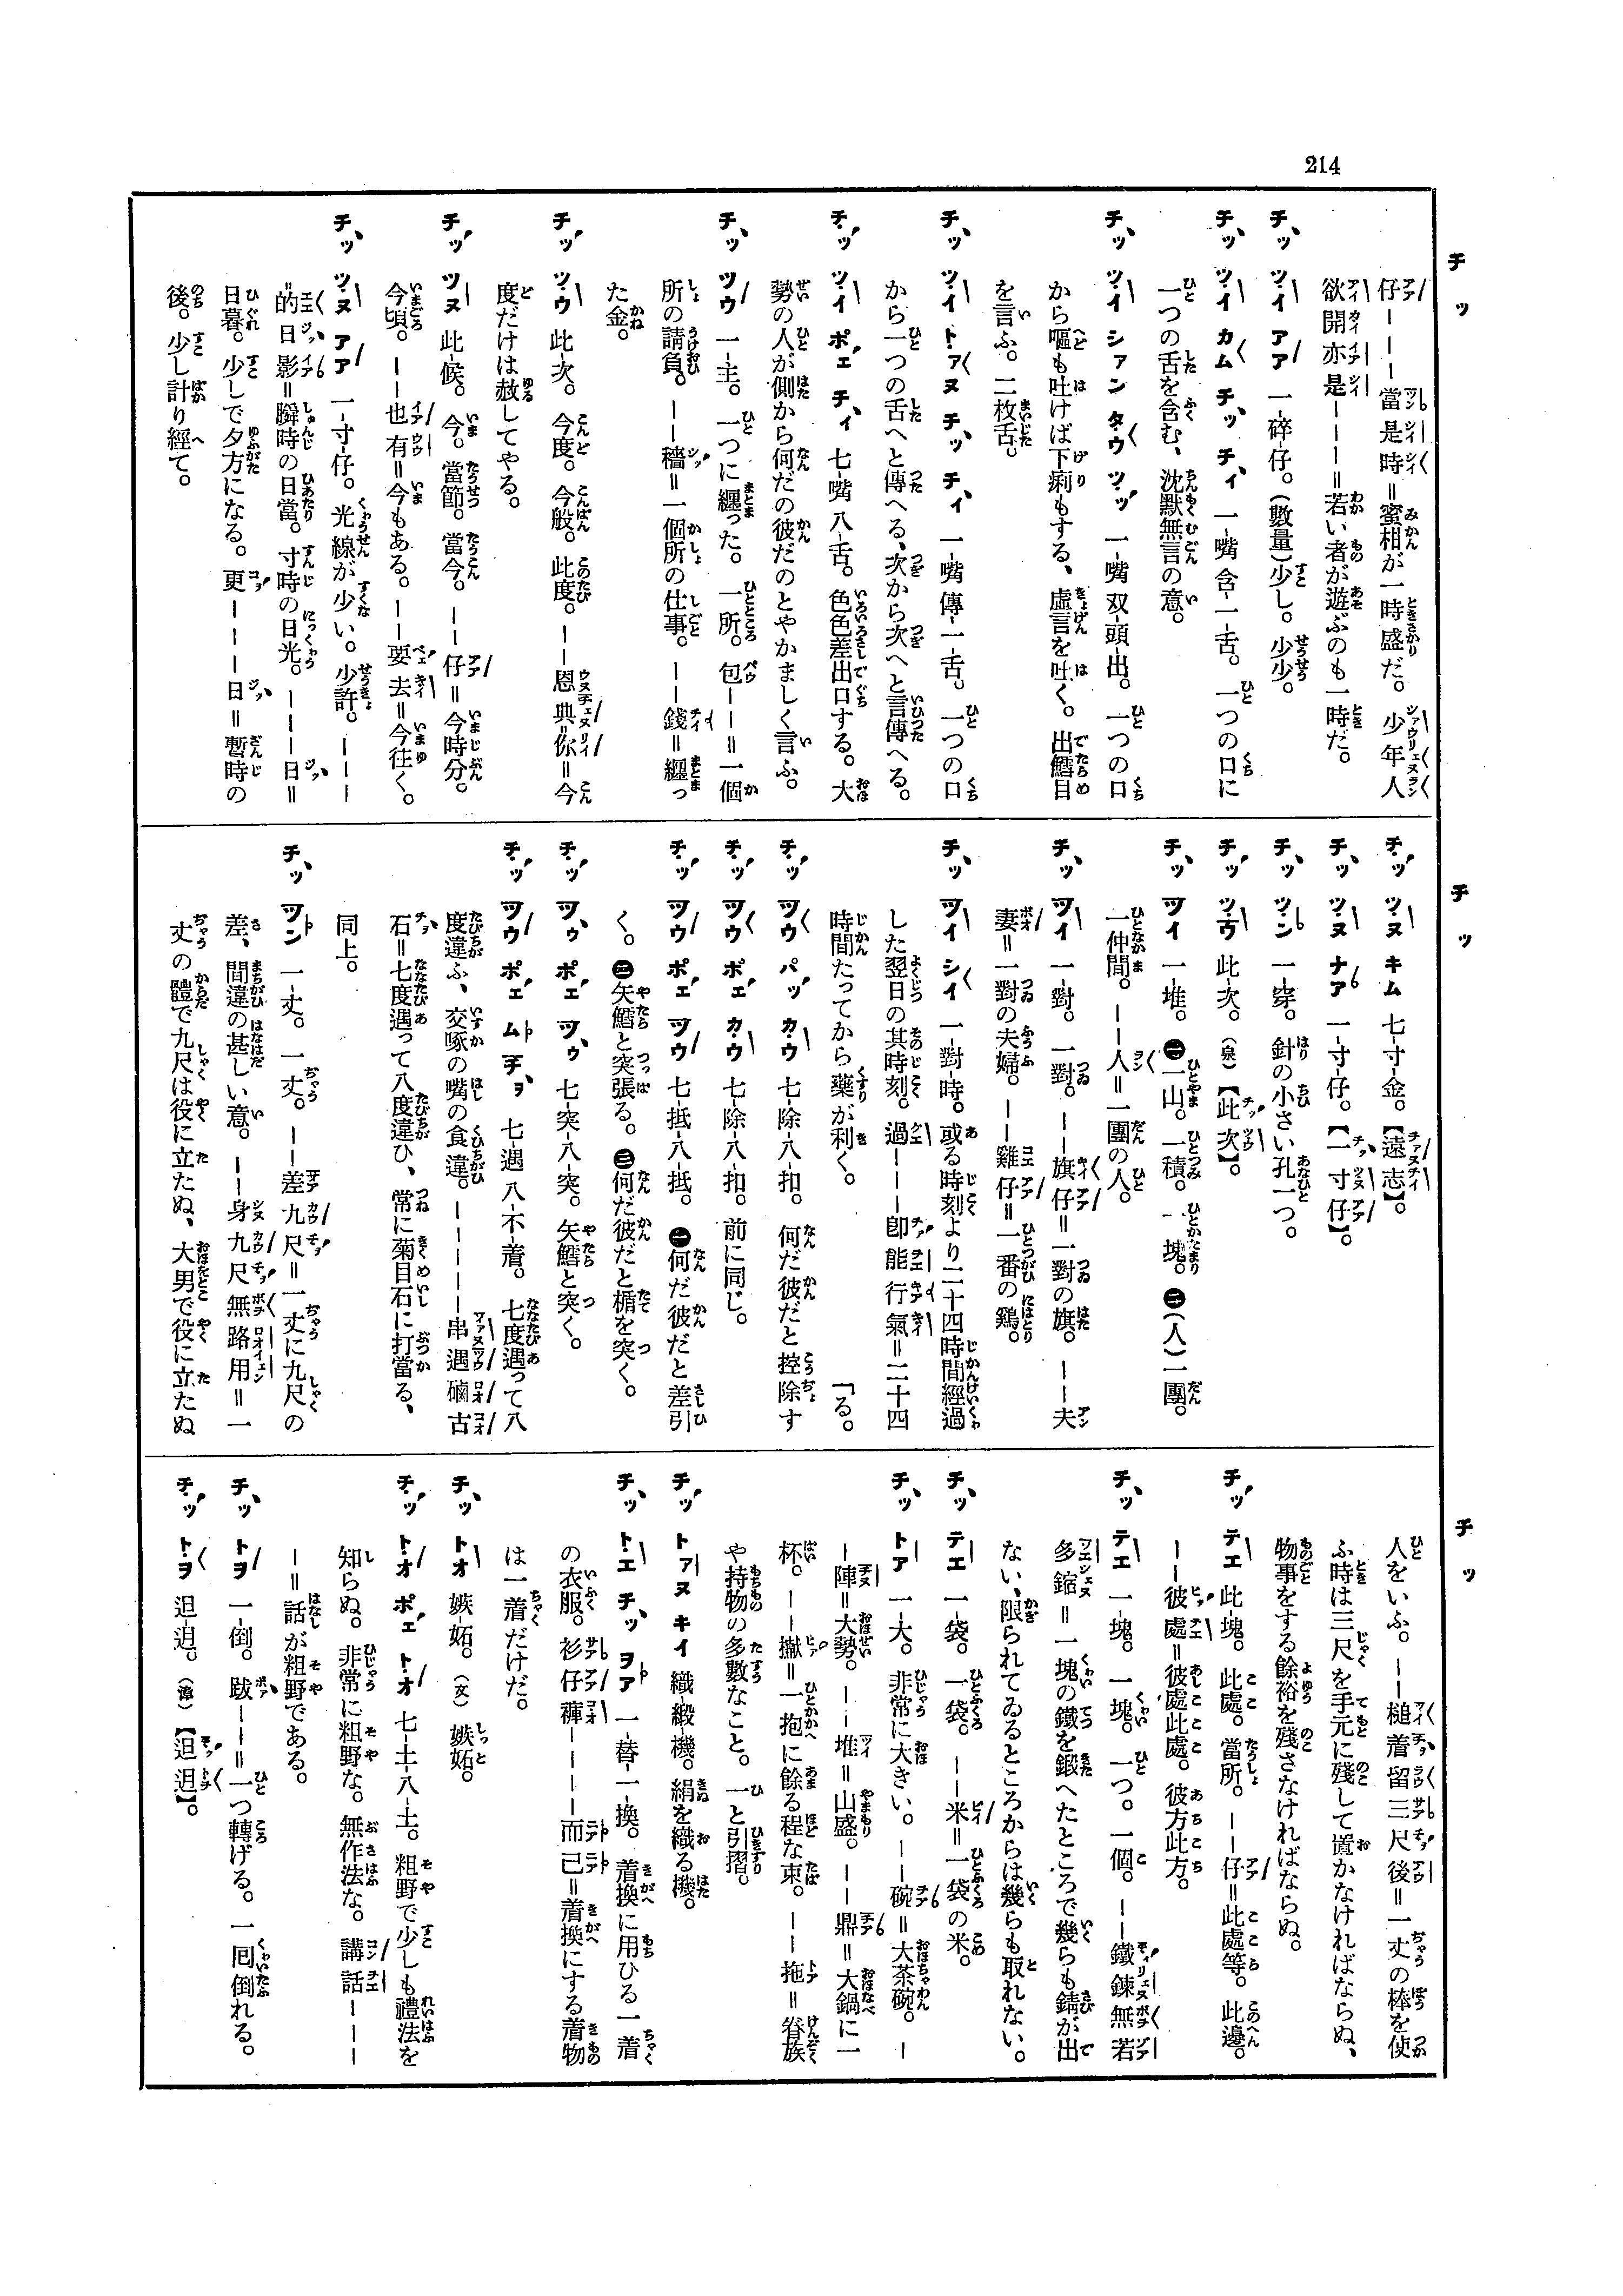 214
チッ
仔———當是時＝蜜柑が一時盛だ。少年人
欲開亦是———＝若い者が遊ぶのも一時だ。
チッ ツイ アア 一-碎-仔。（數量）少し。少少。
チッ ツイ カム チッ チィ 一-嘴 含-一-舌。一つの口に
一つの舌を含む、沈默無言の意。
チッ ツイ シァン タウ ツッ 一-嘴 双-頭-出。一つの口
から嘔も吐けば下痢もする、虛言を吐く。出鱈目
を言ふ。二枚舌。
チッ ツイ トァヌ チッ チィ 一-嘴 傳-一-舌。一つの口
から一つの舌へと傳へる、次から次へと言傳へる。
チッ ツイ ポェ チィ 七-嘴 八-舌。色色差出口する。大
勢の人が側から何だの彼だのとやかましく言ふ。
チッ ツウ 一-主。一つに纒った。一所。包——＝一個
所の請負。——穡＝一個所の仕事。——錢＝纒っ
た金。
チッ ツウ 此-次。今度。今般。此度。——恩典＝你＝今
度だけは赦してやる。
チッ ツヌ 此-候。今。當節。當今。——仔＝今時分。
今頃。——也有＝今もある。——要去＝今往く。
チッ ツヌ アア 一-寸-仔。光線が少い。少許。———
＝的日影＝瞬時の日當。寸時の日光。———日＝
日暮。少しで夕方になる。更———日＝暫時の
後。少し計り經て。
チッ
チッ ツヌ キム 七-寸-金。【遠志】。
チッ ツヌ ナア 一-寸-仔。【一寸仔】。
チッ ツン 一-穿。針の小さい孔一つ。
チッ ツウ 此-次。（泉）【此次】。
チッ ツイ 一-堆。㊀一山。一積。一塊。㊁（人）一團。
一仲間。——人＝一團の人。
チッ ツイ 一-對。一對。——旗仔＝一對の旗。——夫
妻＝一對の夫婦。——雞仔＝一番の鷄。
チッ ツイ シイ 一-對-時。或る時刻より二十四時間經過
した翌日の其時刻。過———卽能行氣＝二十四
時間たってから藥が利く。
チッ ツウ パッ カウ 七-除-八-扣。何だ彼だと控除す
「る。
チッ ツウ ポェ カウ 七-除-八-扣。前に同じ。
チッ ツウ ポェ ツウ 七-抵-八-抵。㊀何だ彼だと差引
く。㊁矢鱈と突張る。㊂何だ彼だと楯を突く。
チッ ツゥ ポェ ツゥ 七-突-八-突。矢鱈と突く。
チッ ツウ ポェ ム チョ 七-遇 八-不-着。七度遇って八
度違ふ、交啄の嘴の食違。—————串遇硇古
石＝七度遇って八度違ひ、常に菊目石に打當る、
同上。
チッ ツン 一-丈。一丈。——差九尺＝一丈に九尺の
差、間違の甚しい意。——身九尺無路用＝一
丈の體で九尺は役に立たぬ、大男で役に立たぬ
チッ
人をいふ。——槌着留三尺後＝一丈の棒を使
ふ時は三尺を手元に殘して置かなければならぬ、
物事をする餘裕を殘さなければならぬ。
チッ テエ 此-塊。此處。當所。——仔＝此處等。此邊。
——彼處＝彼處此處。彼方此方。
チッ テエ 一-塊。一塊。一つ。一個。——鐵鍊無若
多鏥＝一塊の鐵を鍛へたところで幾らも錆が出
ない、限られてゐるところからは幾らも取れない。
チッ テエ 一-袋。一袋。——米＝一袋の米。
チッ トア 一-大。非常に大きい。——碗＝大茶碗。—
—陣＝大勢。——堆＝山盛。——鼎＝大鍋に一
杯。——擮＝一抱に餘る程な束。——拖＝眷族
や持物の多數なこと。一と引摺。
チッ トァヌ キイ 織-緞-機。絹を織る機。
チッ トエ チッ ヲア 一-替-一-換。着換に用ひる一着
の衣服。衫仔褲————而已＝着換にする着物
は一着だけだ。
チッ トオ 嫉-妬。（文）嫉妬。
チッ トオ ポェ トオ 七-土-八-土。粗野で少しも禮法を
知らぬ。非常に粗野な。無作法な。講話———
—＝話が粗野である。
チッ トヲ 一-倒。跋——＝一つ轉げる。一囘倒れる。
チッ トヲ 𨑨-迌。（漳）【𨑨迌】。